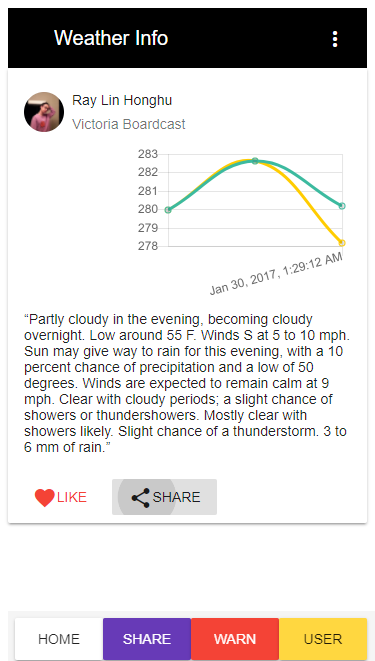 Weather Info
Ray Lin Honghu
Victoria Boardcast
283
282
281
280
279
278
Jan 30, 2017, 1:29:12 AM
“Partly cloudy in the evening, becoming cloudy
overnight. Low around 55 F. Winds S at 5 to 10 mph.
Sun may give way to rain for this evening, with a 10
percent chance of precipitation and a low of 50
degrees. Winds are expected to remain calm at 9
mph. Clear with cloudy periods; a slight chance of
showers or thundershowers. Mostly clear with
showers likely. Slight chance of a thunderstorm. 3 to
6 mm of rain.”
LIKE SHARE
HOME SHARE WARN USER